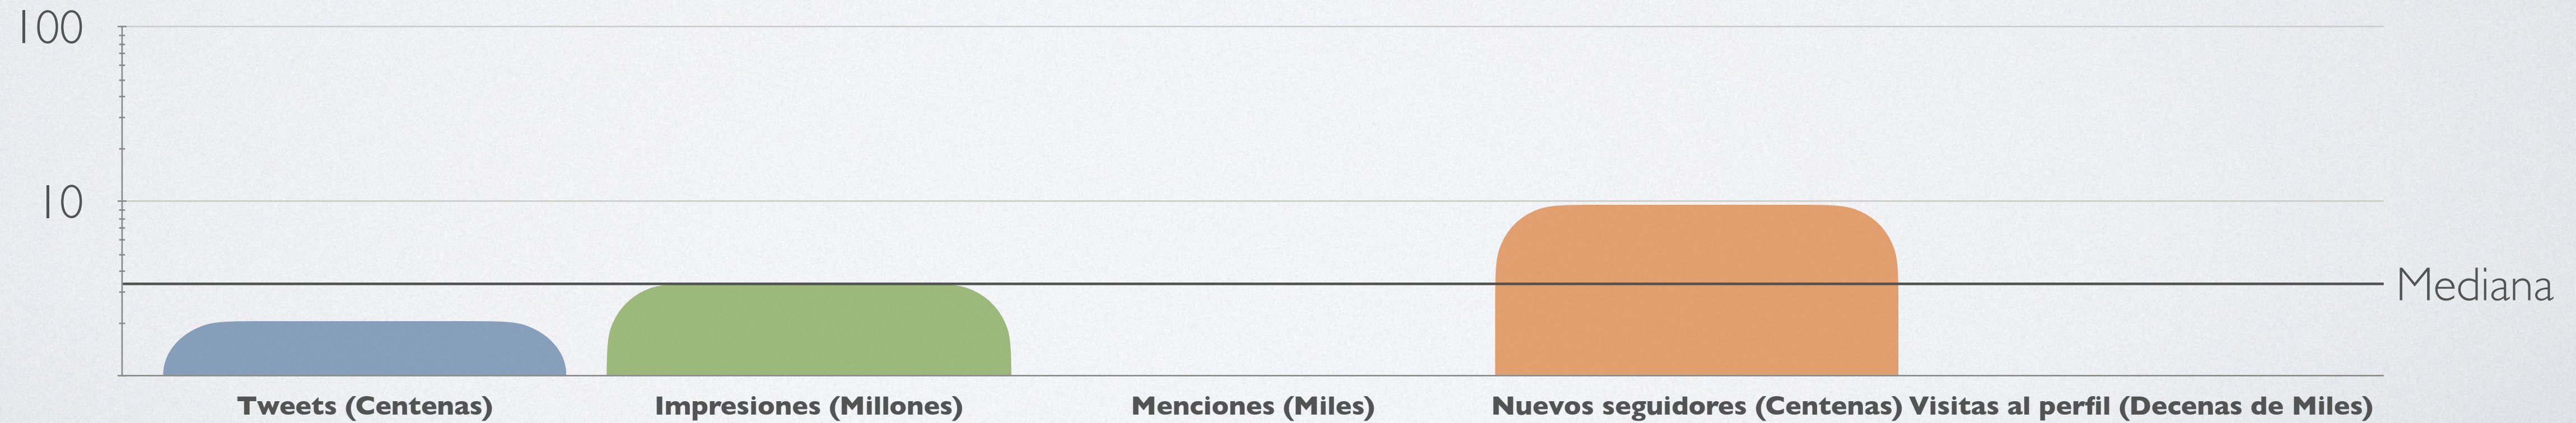 100
10
Mediana
Tweets (Centenas)
Impresiones (Millones)
Menciones (Miles)
Nuevos seguidores (Centenas)
Visitas al perfil (Decenas de Miles)